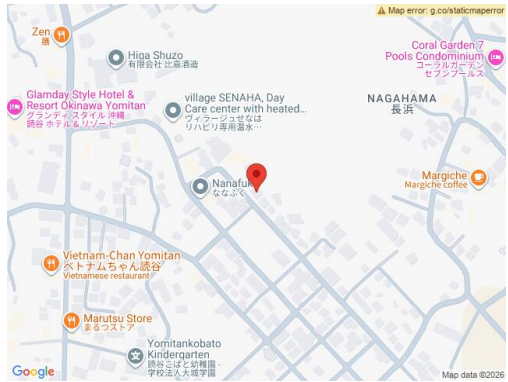 Map error: g.co/staticmaperror
Zen
膳
Higa Shuzo
有限会社 比嘉酒造
Coral Garden 7
Pools Condominium
コーラルガーデン
セブンプールズ
Glamday Style Hotel &
Resort Okinawa Yomitan
グランディスタイル 沖縄
読谷 ホテル&リゾート
village SENAHA, Day
Care center with heated...
ヴィラージュせなは
リハビリ専用温水…
NAGAHAMA
長浜
Margiche
Margiche coffee
Nanafuk
ななふく
Vietnam-Chan Yomitan
ベトナムちゃん読谷
Vietnamese restaurant
Marutsu Store
まるつストア
Yomitankobato
Kindergarten
読谷こばと幼稚園 -
学校法人大城学園
Google
Map data ©2026